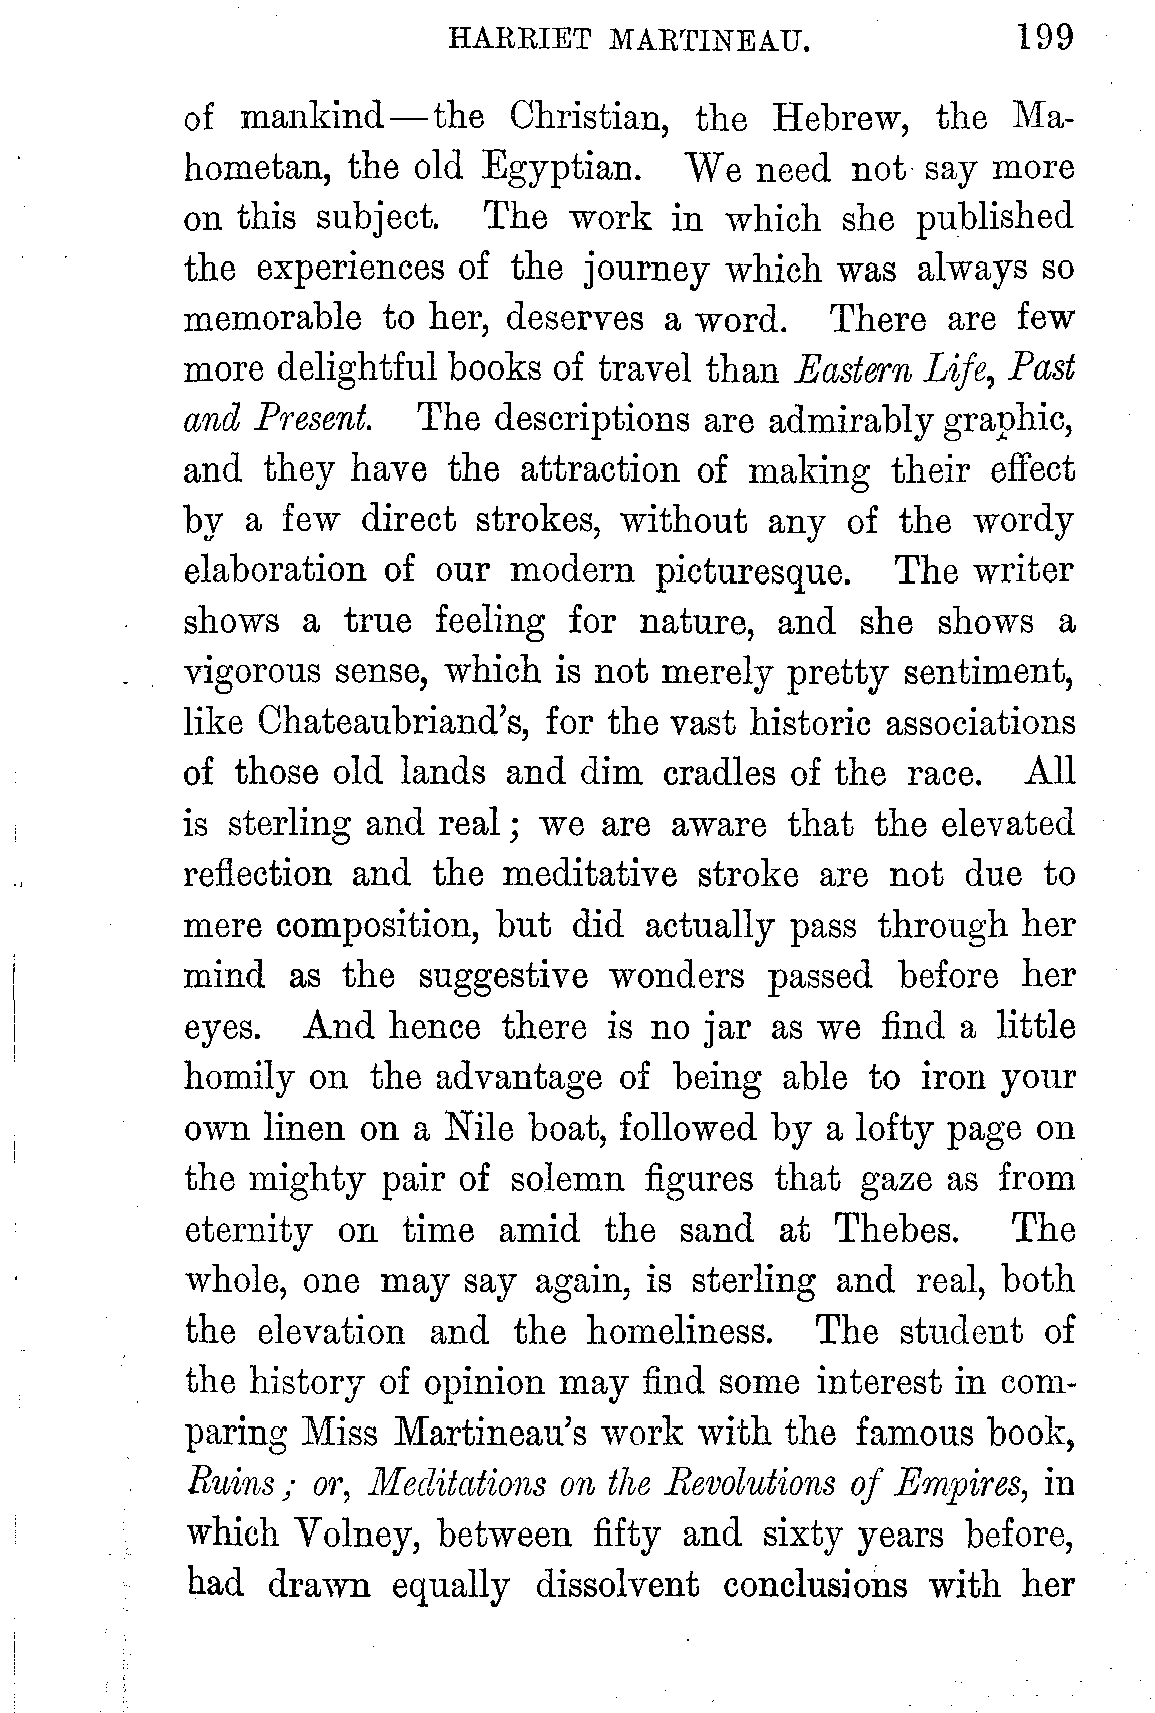 HARRIET MARTINEAU. 199
of mankind—the Christian, the Hebrew, the Ma-
hometan, the old Egyptian. We need not say more
on this subject. The work in which she published
the experiences of the journey which was always so
memorable to her, deserves a word. There are few
more delightful books of travel than Eastern Life, Past
and Present. The descriptions are admirably graphic,
and they have the attraction of making their effect
by a few direct strokes, without any of the wordy
elaboration of our modern picturesque. The writer
shows a true feeling for nature, and she shows a
vigorous sense, which is not merely pretty sentiment,
like Chateaubriand's, for the vast historic associations
of those old lands and dim cradles of the race. All
is sterling and real; we are aware that the elevated
reflection and the meditative stroke are not due to
mere composition, but did actually pass through her
mind as the suggestive wonders passed before her
eyes. And hence there is no jar as we find a little
homily on the advantage of being able to iron your
own linen on a Nile boat, followed by a lofty page on
the mighty pair of solemn figures that gaze as from
eternity on time amid the sand at Thebes. The
whole, one may say again, is sterling and real, both
the elevation and the homeliness. The student of
the history of opinion may find some interest in com-
paring Miss Martineau's work with the famous book,
Ruins; or, Meditations on the Revolutions of Empires, in
which Volney, between fifty and sixty years before,
had drawn equally dissolvent conclusions with her